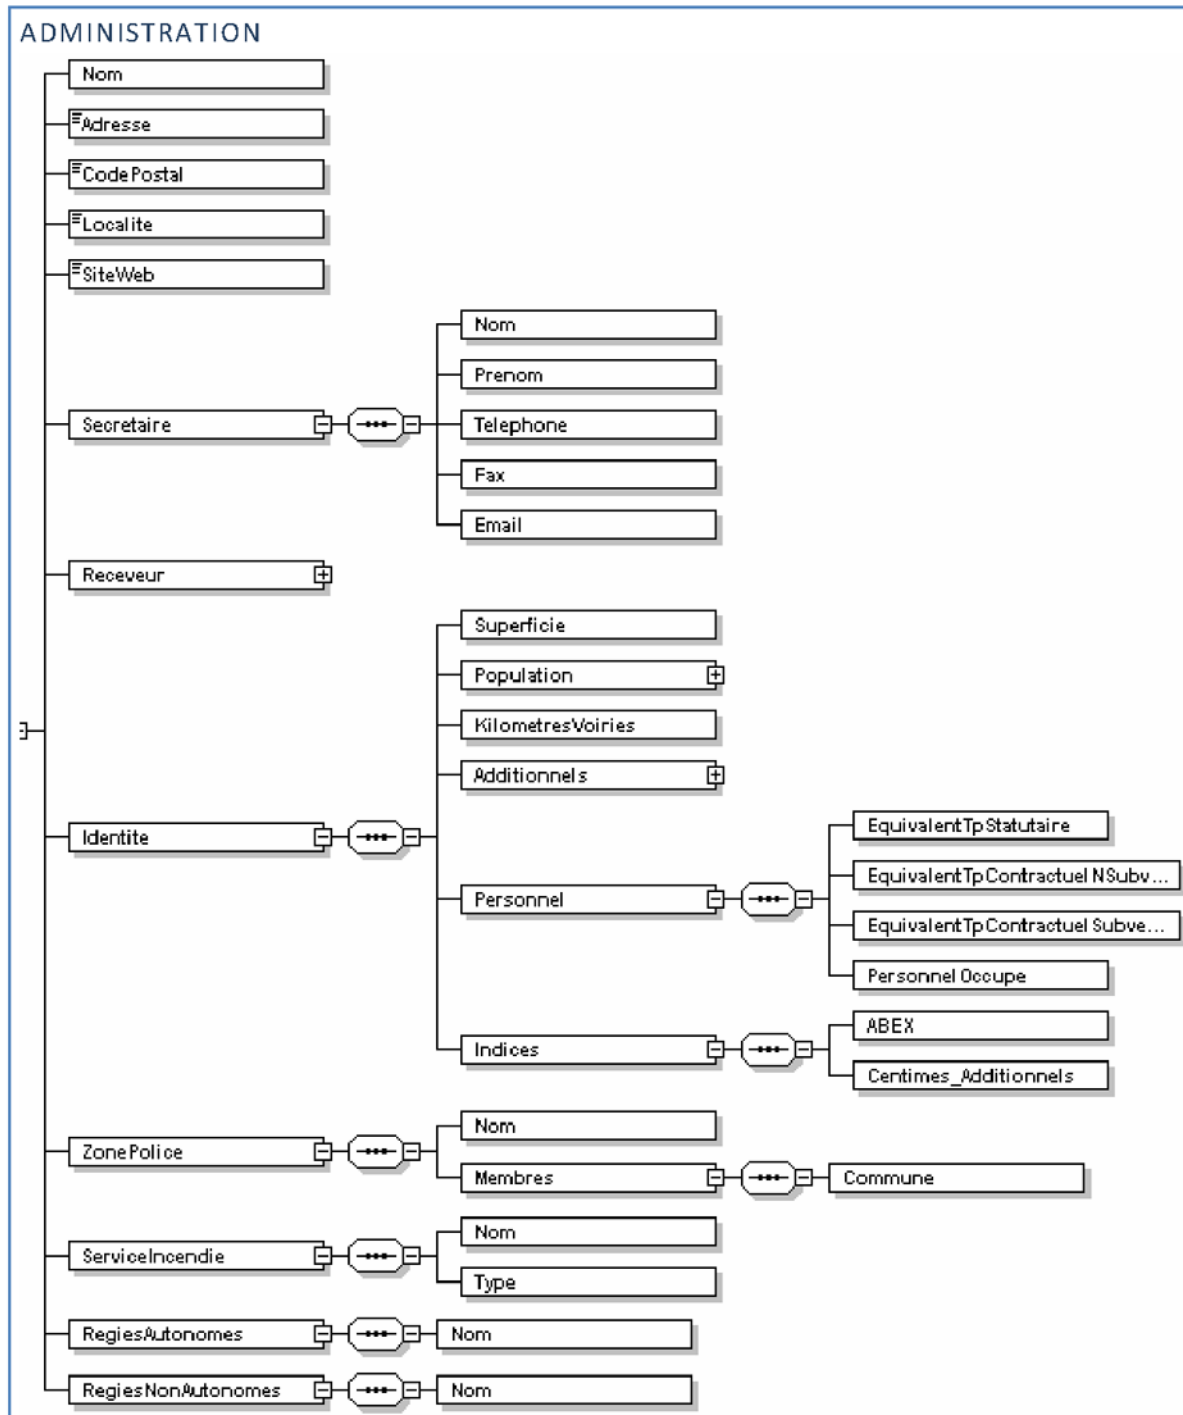 ADMINISTRATION
Nom
Adresse
CodePostal
Localite
SiteWeb
Secretaire
Nom
Prenom
Telephone
Fax
Email
Receveur
Identite
Superficie
Population
KilometresVoiries
Additionnels
Personnel
EquivalentTpStatutaire
EquivalentTpContractuelNSubv...
EquivalentTpContractuelSubve...
PersonnelOccupe
Indices
ABEX
Centimes_Additionnels
ZonePolice
Nom
Membres
Commune
ServiceIncendie
Nom
Type
RegiesAutonomes
Nom
RegiesNonAutonomes
Nom